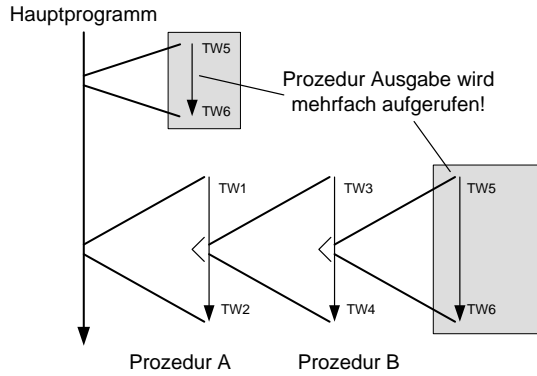 Hauptprogramm
TW5
TW6
Prozedur Ausgabe wird
mehrfach aufgerufen!
TW1
TW3
TW5
TW2
TW4
TW6
Prozedur A
Prozedur B